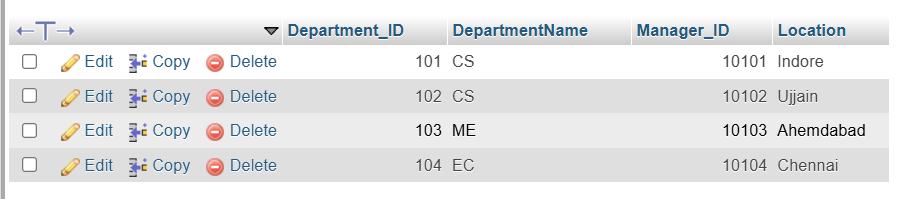 Department_ID DepartmentName Manager_ID Location
Edit Copy Delete 101 CS 10101 Indore
Edit Copy Delete 102 CS 10102 Ujjain
Edit Copy Delete 103 ME 10103 Ahemdabad
Edit Copy Delete 104 EC 10104 Chennai